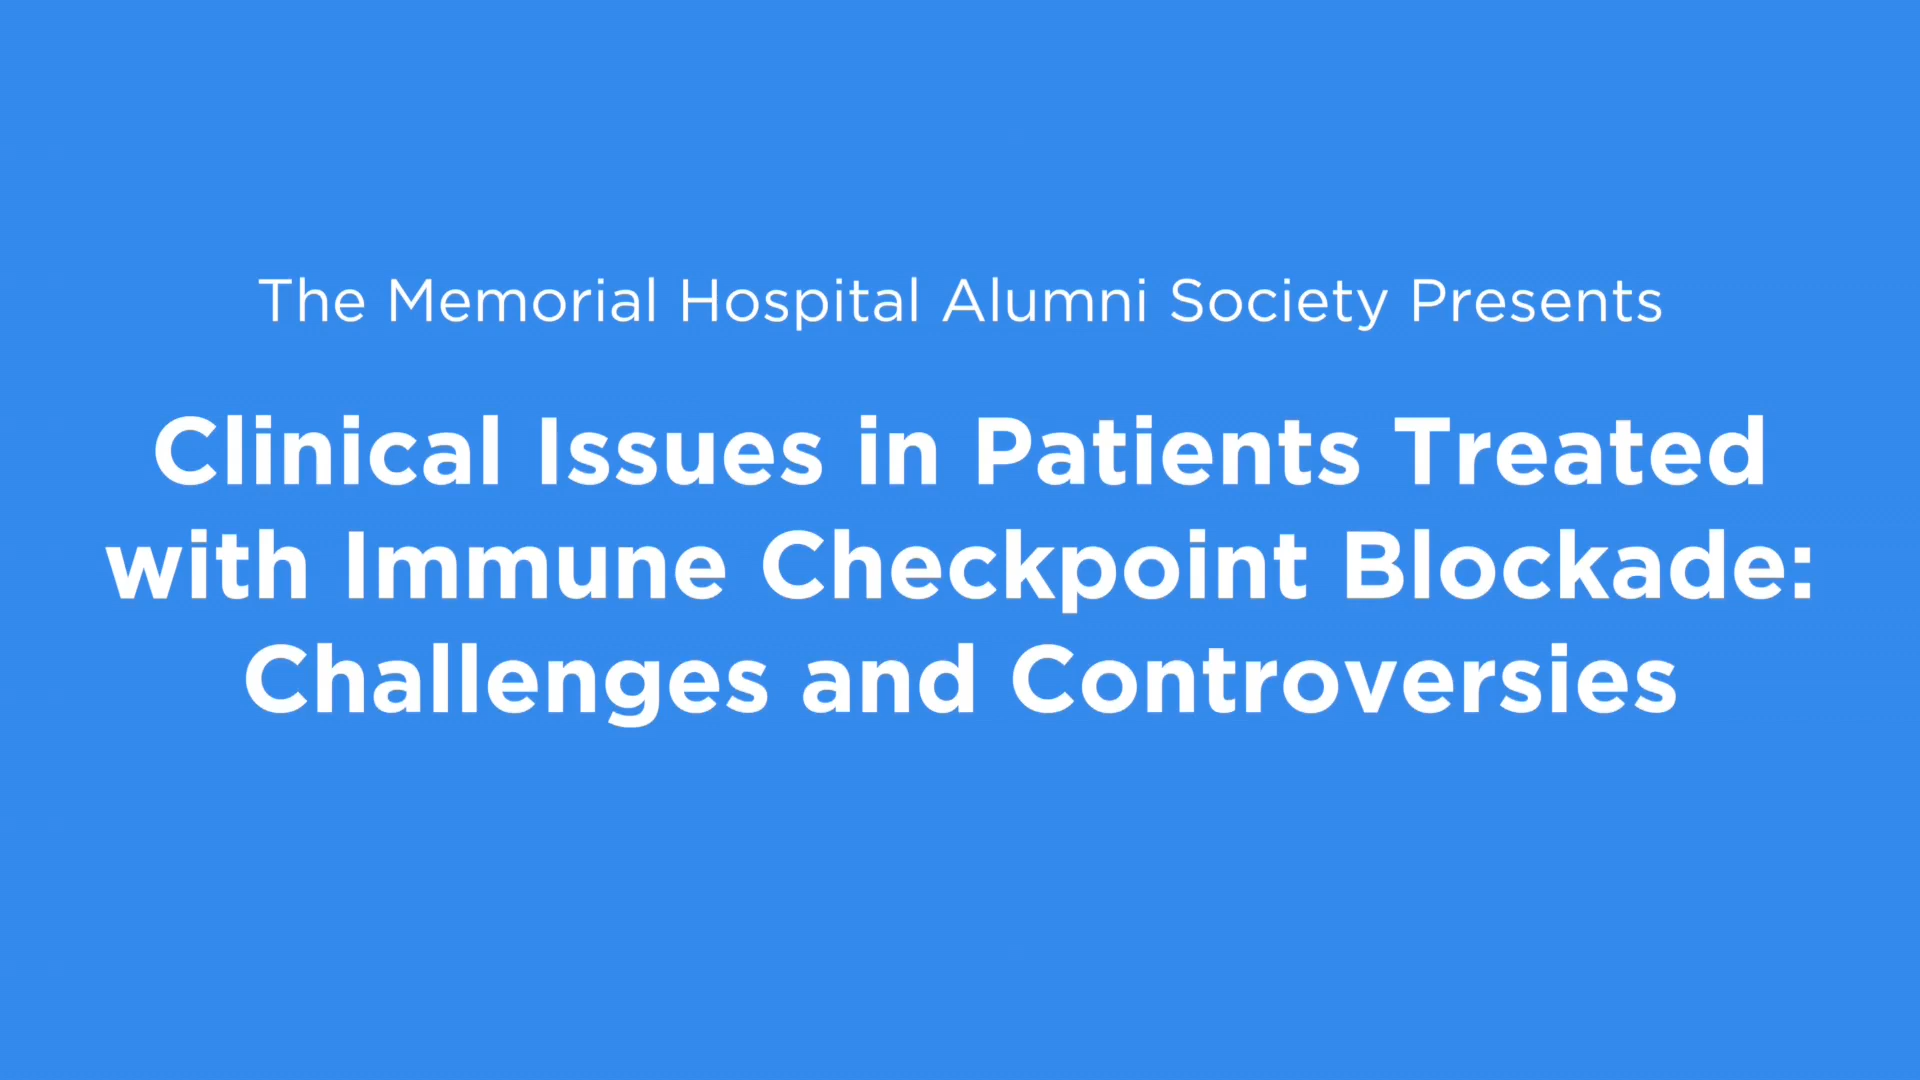 The Memorial Hospital Alumni Society Presents
Clinical Issues in Patients Treated
with Immune Checkpoint Blockade:
Challenges and Controversies